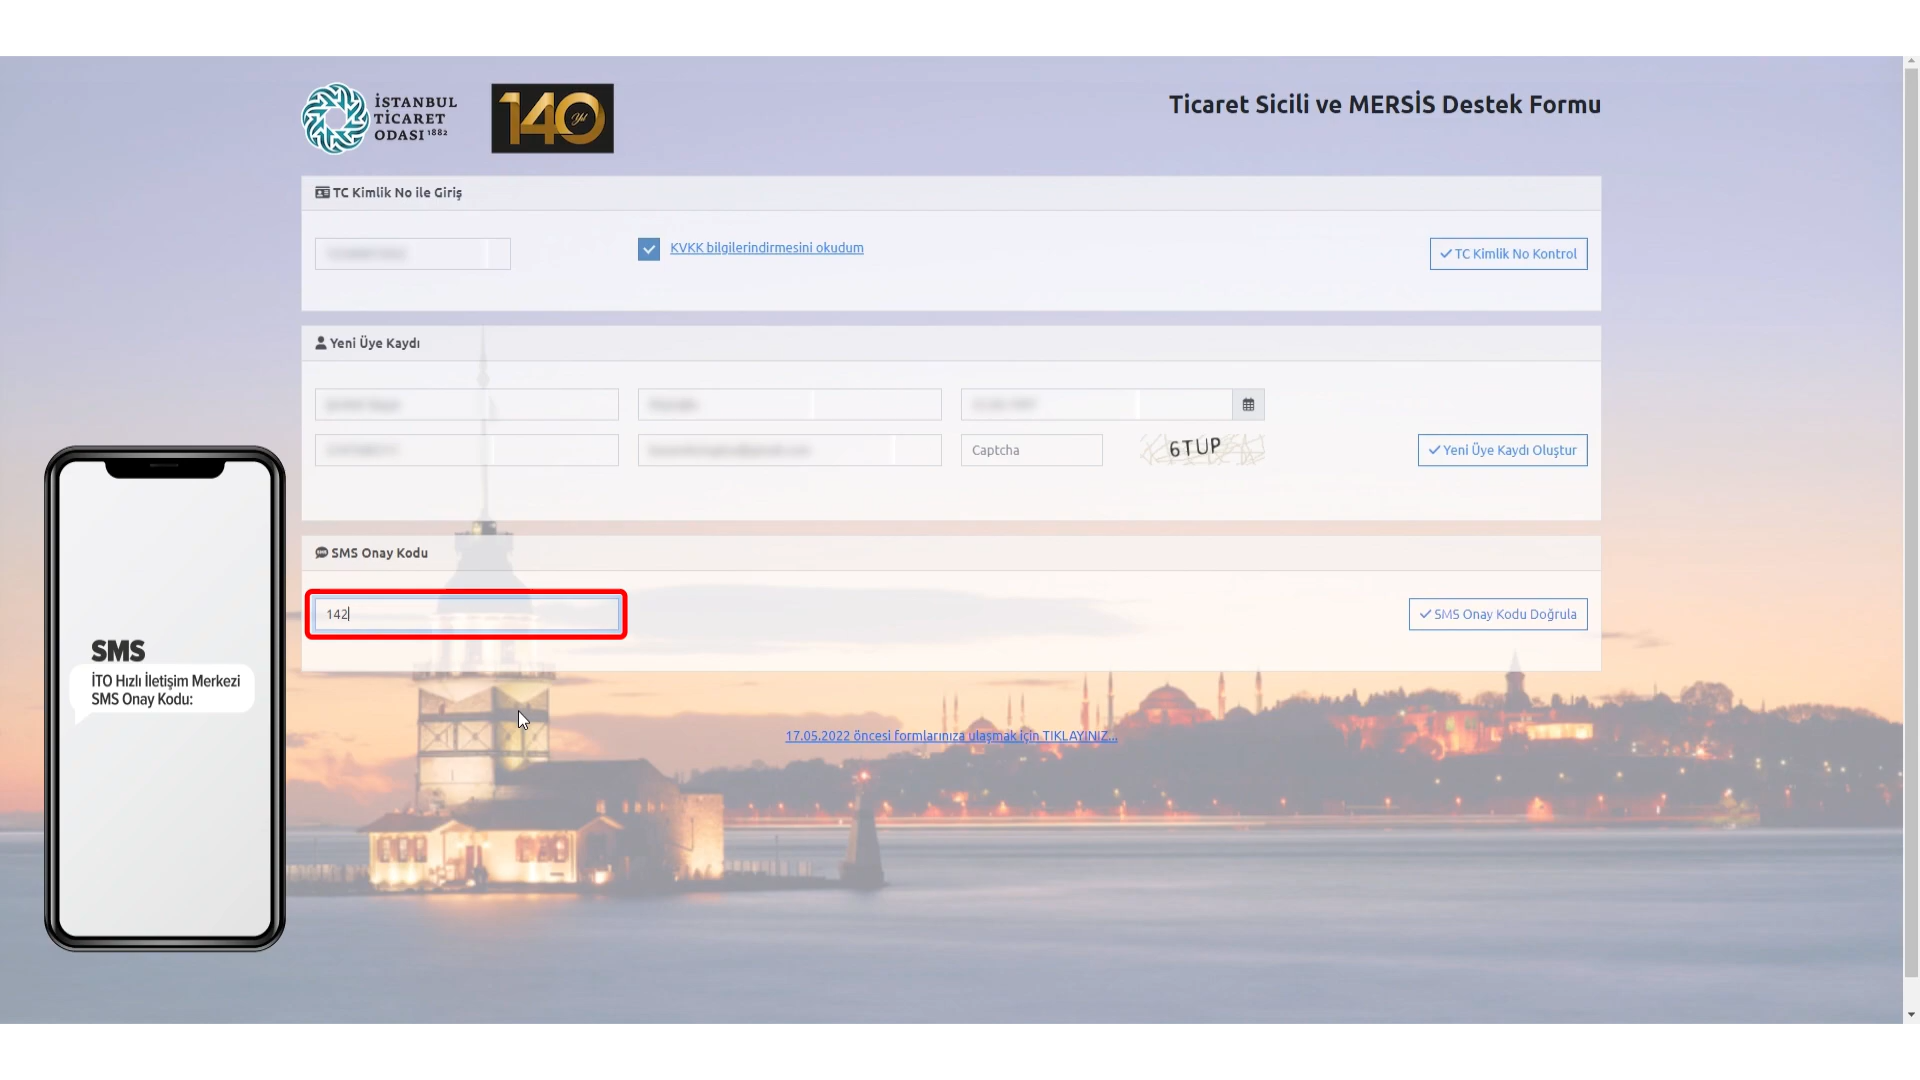 İSTANBUL
TİCARET
ODASI 1882
140
Yıl
Ticaret Sicili ve MERSİS Destek Formu
TC Kimlik No ile Giriş
KVKK bilgilerindirmesini okudum
TC Kimlik No Kontrol
Yeni Üye Kaydı
Captcha
6TUP
Yeni Üye Kaydı Oluştur
SMS Onay Kodu
142
SMS Onay Kodu Doğrula
SMS
İTO Hızlı İletişim Merkezi
SMS Onay Kodu:
17.05.2022 öncesi formlarınıza ulaşmak için TIKLAYINIZ...